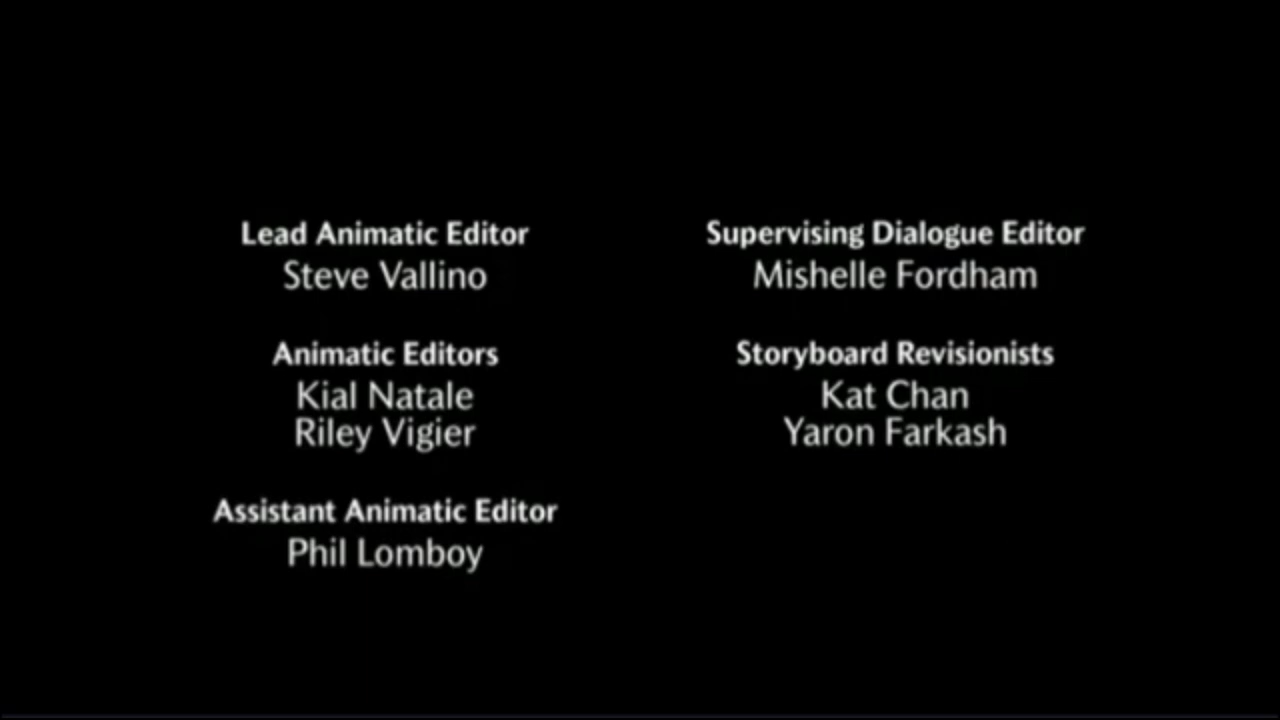 Lead Animatic Editor
Steve Vallino
Animatic Editors
Kial Natale
Riley Vigier
Assistant Animatic Editor
Phil Lomboy
Supervising Dialogue Editor
Mishelle Fordham
Storyboard Revisionists
Kat Chan
Yaron Farkash